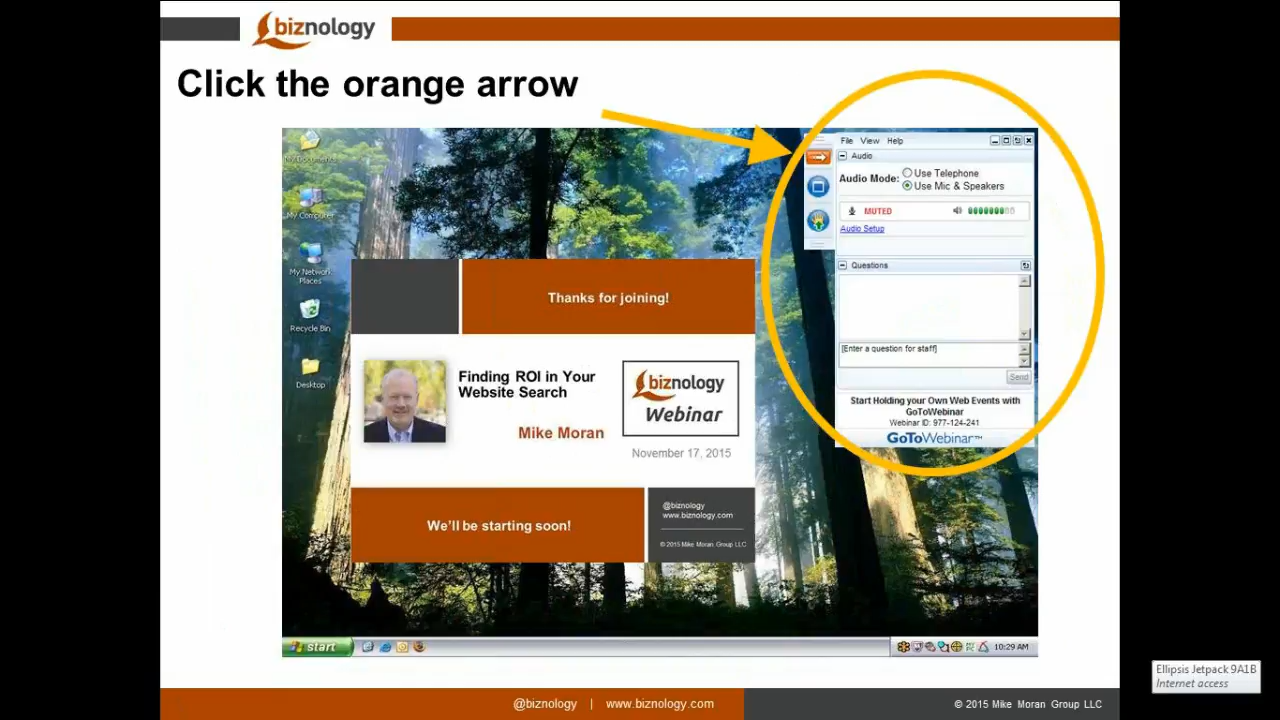 biznology
Click the orange arrow
My Documents
My Computer
My Network
Places
Recycle Bin
Desktop
Thanks for joining!
Finding ROI in Your
Website Search
Mike Moran
biznology
Webinar
November 17, 2015
We'll be starting soon!
@biznology
www.biznology.com
© 2015 Mike Moran Group LLC
File View Help
Audio
Audio Mode: Use Telephone
Use Mic & Speakers
MUTED
Audio Setup
Questions
[Enter a question for staff]
Send
Start Holding your Own Web Events with
GoToWebinar
Webinar ID: 977-124-241
GoToWebinar™
start
10:29 AM
@biznology | www.biznology.com
© 2015 Mike Moran Group LLC
Ellipsis Jetpack 9A1B
Internet access